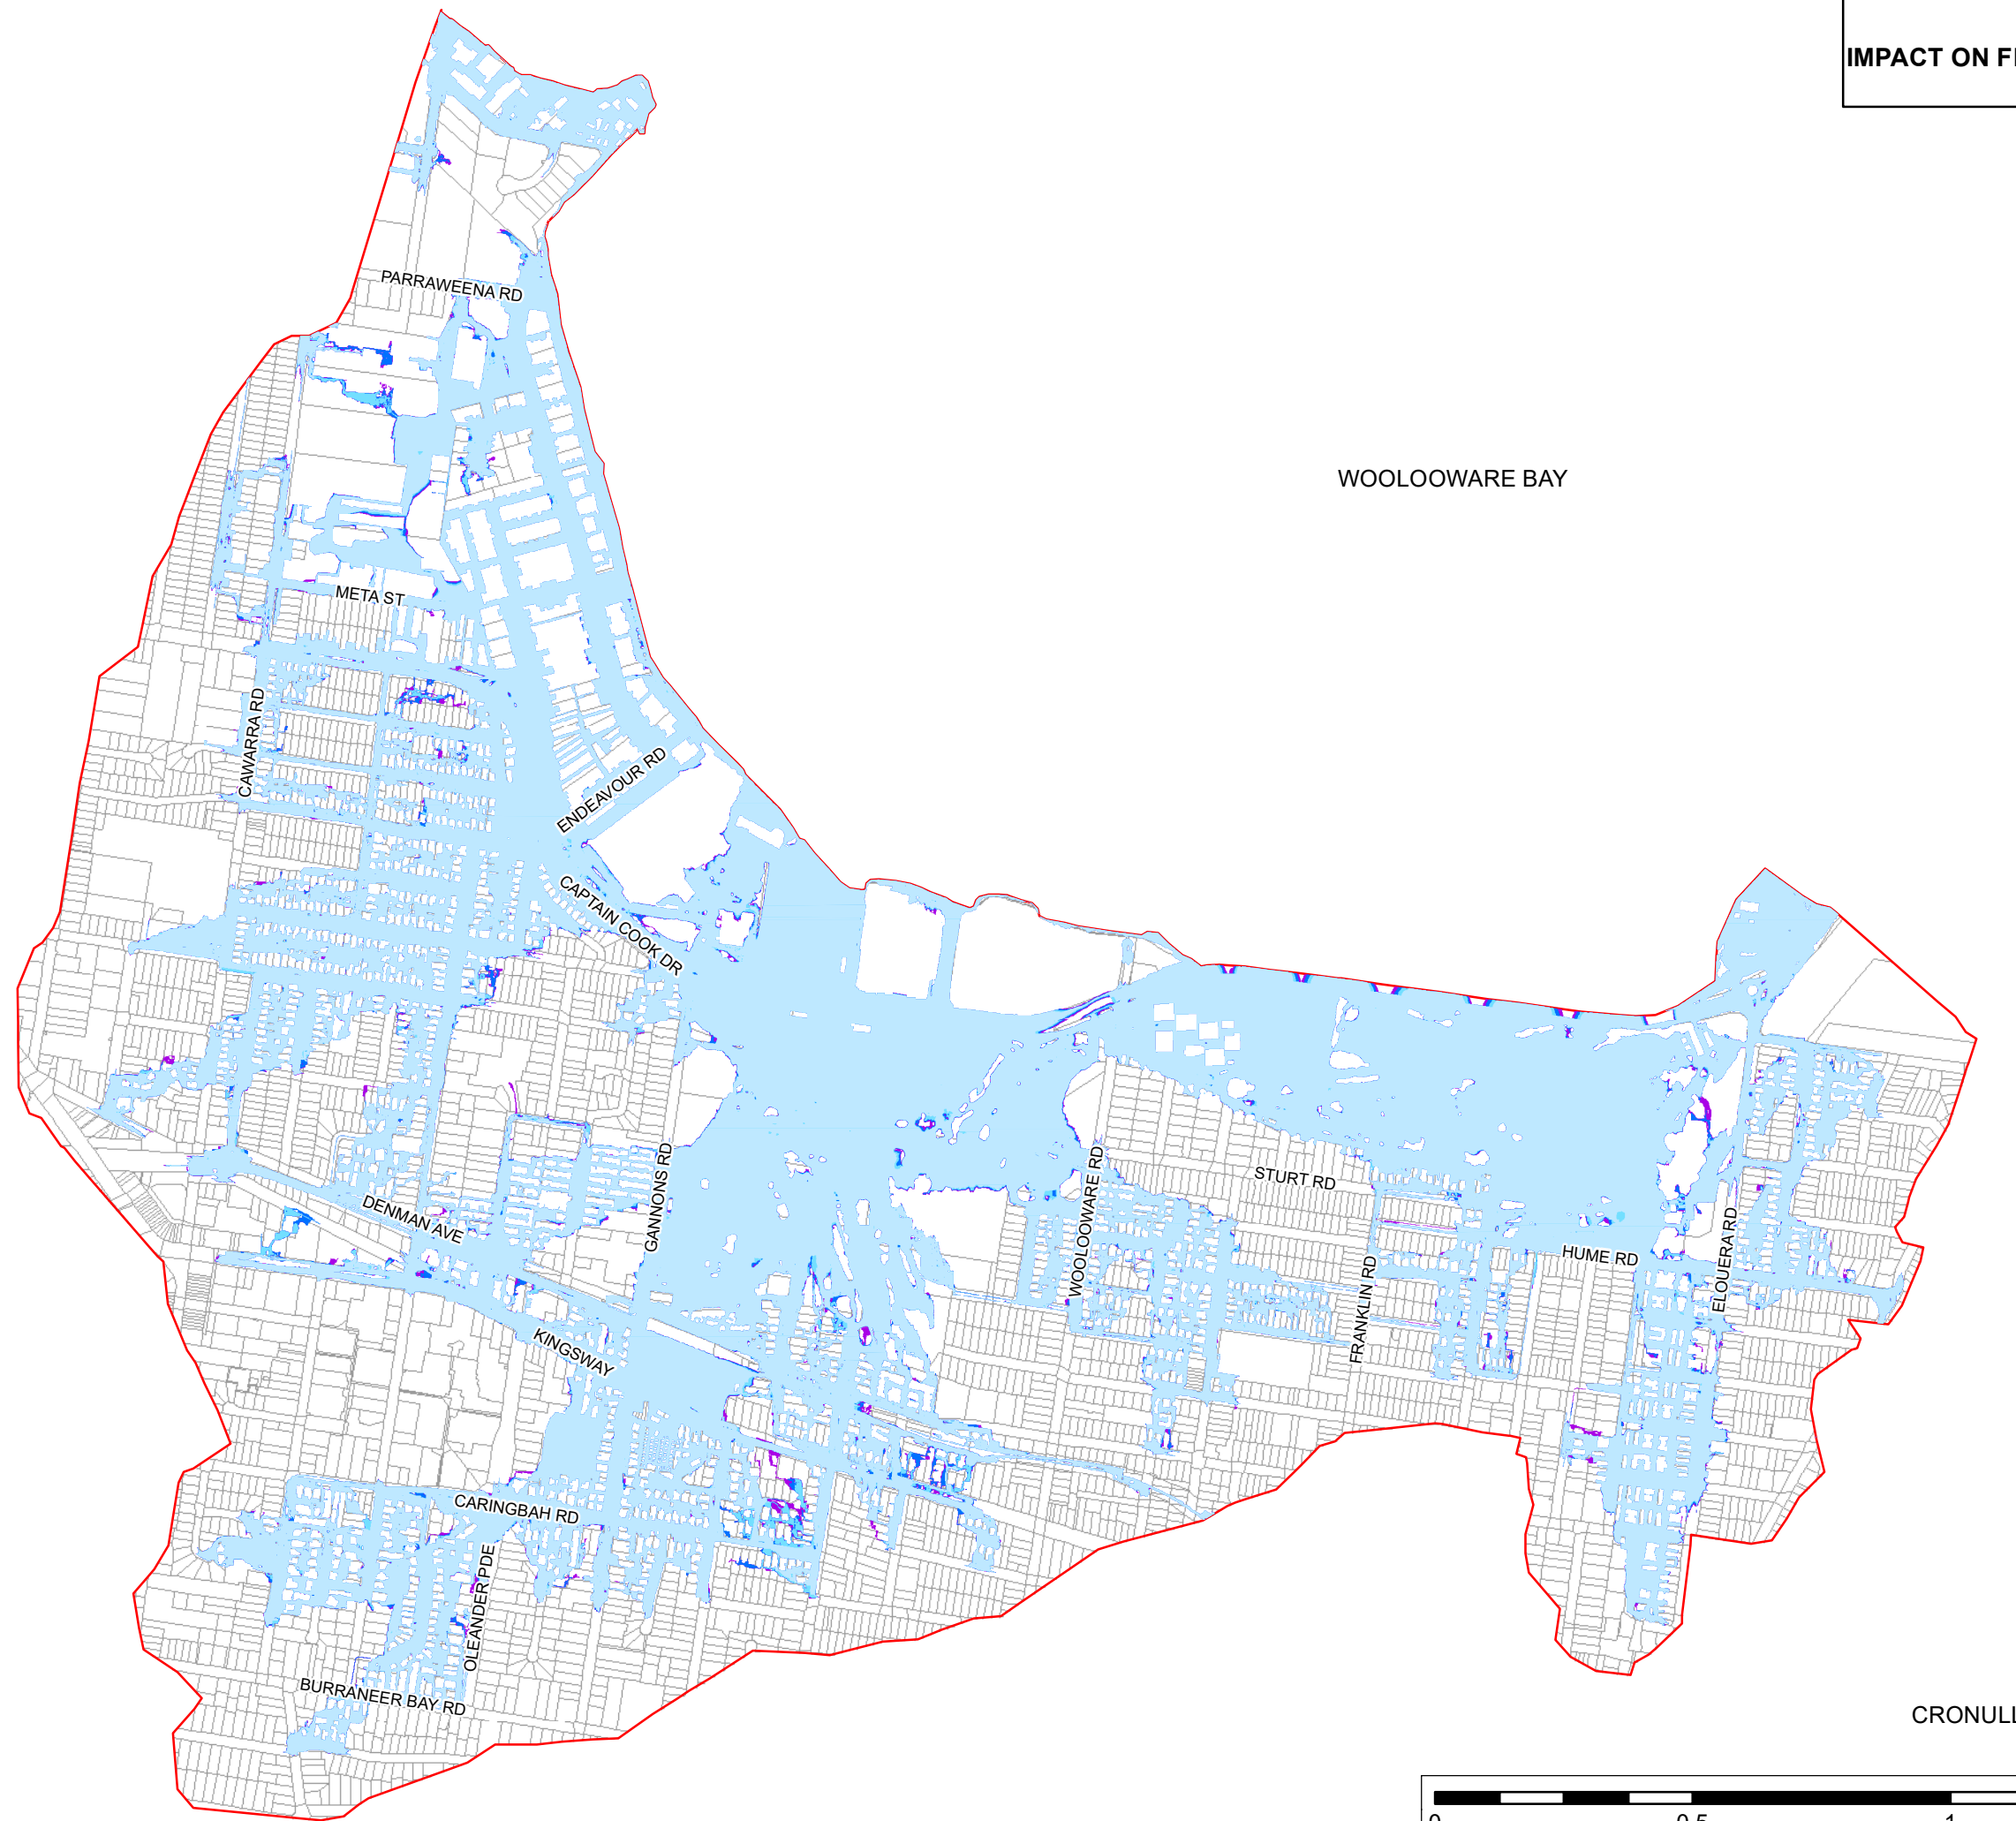 IMPACT ON F
PARRAWEENA RD
WOOLOOWARE BAY
META ST
CAWARRA RD
ENDEAVOUR RD
CAPTAIN COOK DR
GANNONS RD
WOOLOOWARE RD
STURT RD
DENMAN AVE
HUME RD
ELOUERA RD
FRANKLIN RD
KINGSWAY
CARINGBAH RD
OLEANDER PDE
BURRANEER BAY RD
CRONULL
0 0.5 1